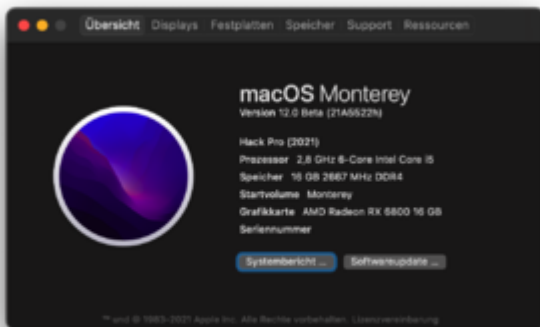 Übersicht Displays Festplatten Speicher Support Ressourcen
macOS Monterey
Version 12.0 Beta (21A5522h)
Hack Pro (2021)
Prozessor 2,8 GHz 6-Core Intel Core i5
Speicher 16 GB 2667 MHz DDR4
Startvolume Monterey
Grafikkarte AMD Radeon RX 6800 16 GB
Seriennummer
Systembericht ... Softwareupdate ...
™ und © 1983-2021 Apple Inc. Alle Rechte vorbehalten. Lizenzvereinbarung